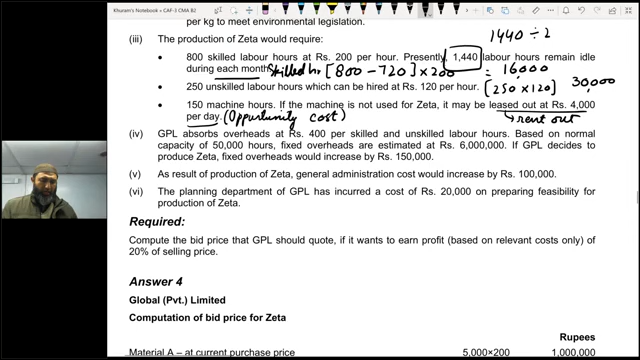 Khuram's Notebook » CAF-3 CMA B2
per kg to meet environmental legislation.
1440 ÷ 2
(iii) The production of Zeta would require:
• 800 skilled labour hours at Rs. 200 per hour. Presently, 1,440 labour hours remain idle during each month.
Skilled hr [800 – 720] × 200 = 16,000
• 250 unskilled labour hours which can be hired at Rs. 120 per hour. [250 × 120] 30,000
• 150 machine hours. If the machine is not used for Zeta, it may be leased out at Rs. 4,000
per day. (Oppurtunity cost) ↳ rent out
(iv) GPL absorbs overheads at Rs. 400 per skilled and unskilled labour hours. Based on normal
capacity of 50,000 hours, fixed overheads are estimated at Rs. 6,000,000. If GPL decides
to produce Zeta, fixed overheads would increase by Rs. 150,000.
(v) As result of production of Zeta, general administration cost would increase by Rs. 100,000.
(vi) The planning department of GPL has incurred a cost of Rs. 20,000 on preparing feasibility for
production of Zeta.
Required:
Compute the bid price that GPL should quote, if it wants to earn profit (based on relevant costs only) of
20% of selling price.
Answer 4
Global (Pvt.) Limited
Computation of bid price for Zeta
Rupees
Material A – at current purchase price 5,000×200 1,000,000